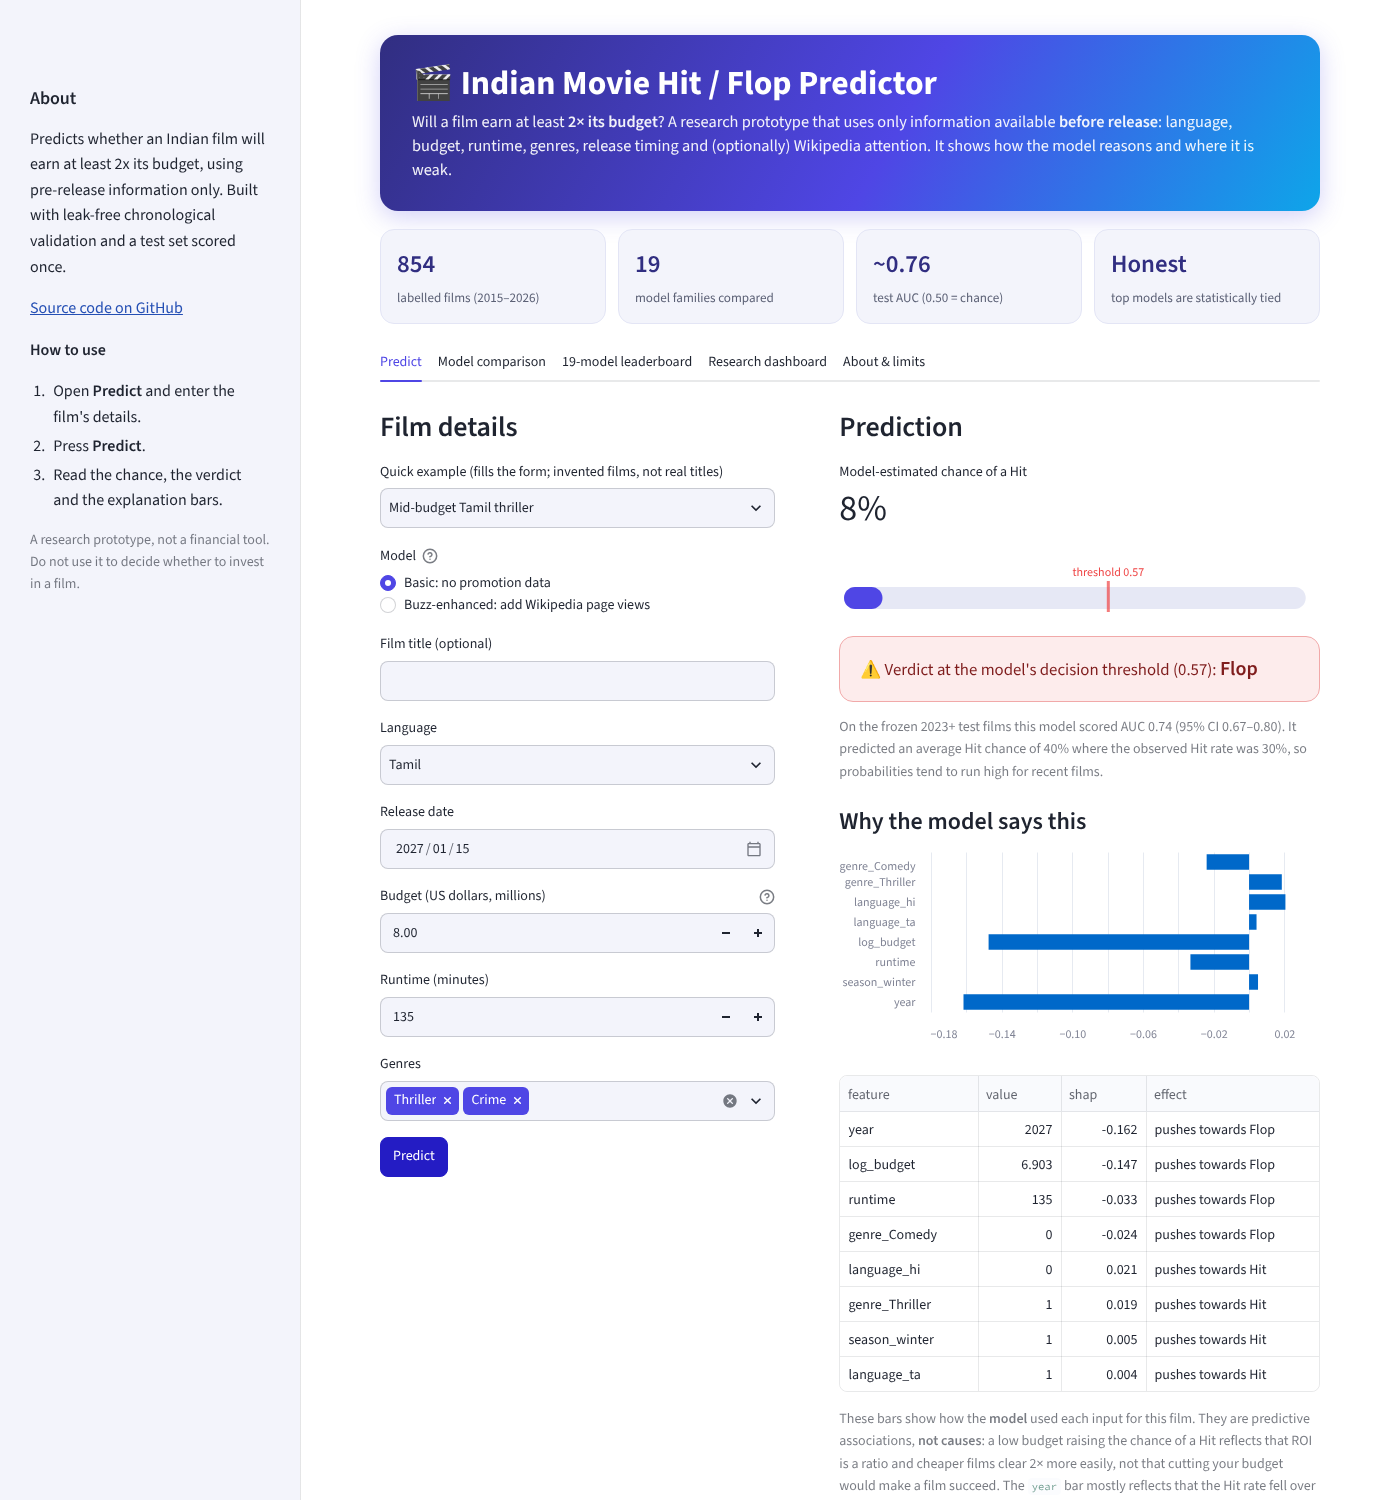 About
Predicts whether an Indian film will
earn at least 2x its budget, using
pre-release information only. Built
with leak-free chronological
validation and a test set scored
once.
Source code on GitHub
How to use
1. Open Predict and enter the
film's details.
2. Press Predict.
3. Read the chance, the verdict
and the explanation bars.
A research prototype, not a financial tool.
Do not use it to decide whether to invest
in a film.
Indian Movie Hit / Flop Predictor
Will a film earn at least 2× its budget? A research prototype that uses only information available before release: language,
budget, runtime, genres, release timing and (optionally) Wikipedia attention. It shows how the model reasons and where it is
weak.
854
labelled films (2015–2026)
19
model families compared
~0.76
test AUC (0.50 = chance)
Honest
top models are statistically tied
Predict Model comparison 19-model leaderboard Research dashboard About & limits
Film details
Quick example (fills the form; invented films, not real titles)
Mid-budget Tamil thriller
Model
Basic: no promotion data
Buzz-enhanced: add Wikipedia page views
Film title (optional)
Language
Tamil
Release date
2027 / 01 / 15
Budget (US dollars, millions)
8.00
Runtime (minutes)
135
Genres
Thriller Crime
Predict
Prediction
Model-estimated chance of a Hit
8%
threshold 0.57
Verdict at the model's decision threshold (0.57): Flop
On the frozen 2023+ test films this model scored AUC 0.74 (95% CI 0.67–0.80). It
predicted an average Hit chance of 40% where the observed Hit rate was 30%, so
probabilities tend to run high for recent films.
Why the model says this
genre_Comedy
genre_Thriller
language_hi
language_ta
log_budget
runtime
season_winter
year
−0.18 −0.14 −0.10 −0.06 −0.02 0.02
feature value shap effect
year 2027 -0.162 pushes towards Flop
log_budget 6.903 -0.147 pushes towards Flop
runtime 135 -0.033 pushes towards Flop
genre_Comedy 0 -0.024 pushes towards Flop
language_hi 0 0.021 pushes towards Hit
genre_Thriller 1 0.019 pushes towards Hit
season_winter 1 0.005 pushes towards Hit
language_ta 1 0.004 pushes towards Hit
These bars show how the model used each input for this film. They are predictive
associations, not causes: a low budget raising the chance of a Hit reflects that ROI
is a ratio and cheaper films clear 2× more easily, not that cutting your budget
would make a film succeed. The year bar mostly reflects that the Hit rate fell over